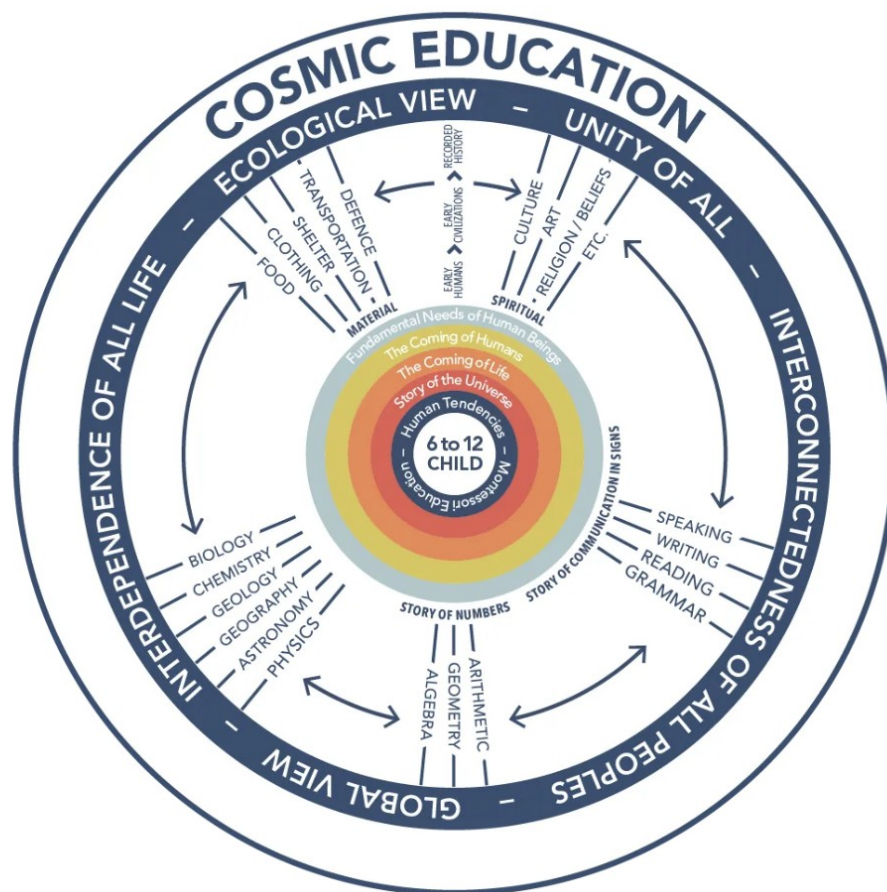 COSMIC EDUCATION
INTERDEPENDENCE OF ALL LIFE – ECOLOGICAL VIEW – UNITY OF ALL – INTERCONNECTEDNESS OF ALL PEOPLES – GLOBAL VIEW –
FOOD
CLOTHING
SHELTER
TRANSPORTATION
DEFENCE
MATERIAL
RECORDED HISTORY
EARLY CIVILIZATIONS
EARLY HUMANS
CULTURE
ART
RELIGION / BELIEFS
ETC.
SPIRITUAL
Fundamental Needs of Human Beings
The Coming of Humans
The Coming of Life
Story of the Universe
Human Tendencies – Montessori Education –
6 to 12
CHILD
STORY OF COMMUNICATION IN SIGNS
SPEAKING
WRITING
READING
GRAMMAR
STORY OF NUMBERS
ARITHMETIC
GEOMETRY
ALGEBRA
BIOLOGY
CHEMISTRY
GEOLOGY
GEOGRAPHY
ASTRONOMY
PHYSICS